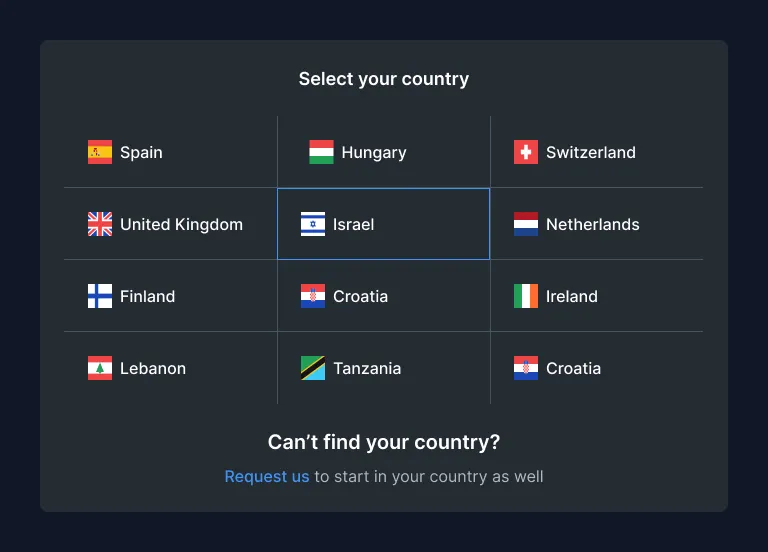 Select your country
Spain
Hungary
Switzerland
United Kingdom
Israel
Netherlands
Finland
Croatia
Ireland
Lebanon
Tanzania
Croatia
Can’t find your country?
Request us to start in your country as well